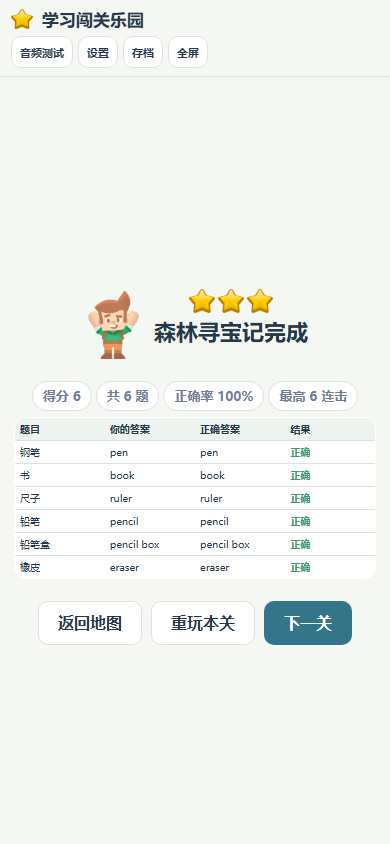 学习闯关乐园
音频测试 设置 存档 全屏
森林寻宝记完成
得分 6 共 6 题 正确率 100% 最高 6 连击
题目 你的答案 正确答案 结果
钢笔 pen pen 正确
书 book book 正确
尺子 ruler ruler 正确
铅笔 pencil pencil 正确
铅笔盒 pencil box pencil box 正确
橡皮 eraser eraser 正确
返回地图 重玩本关 下一关